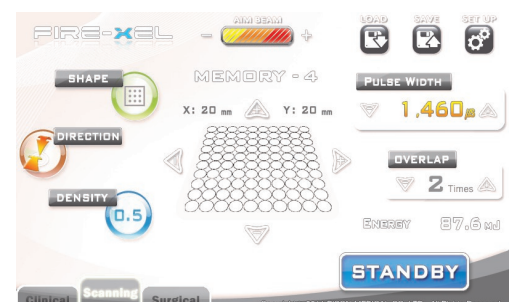 FIRE-XEL
AIM BEAM
- +
LOAD SAVE SET UP
MEMORY - 4
SHAPE
X: 20 mm Y: 20 mm
PULSE WIDTH
1,460 µs
DIRECTION
OVERLAP
2 Times
DENSITY
0.5
ENERGY 87.6 mJ
STANDBY
Clinical Scanning Surgical